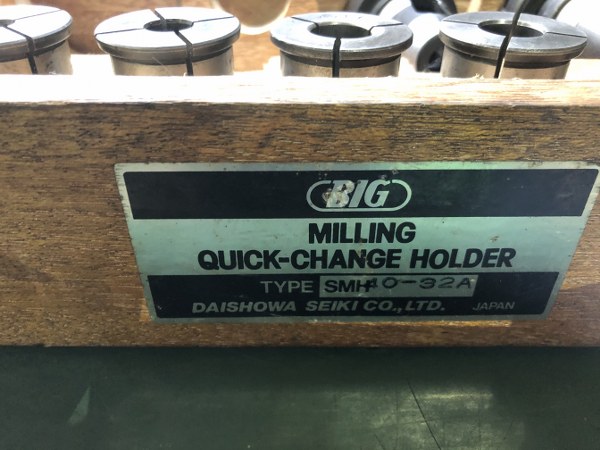 BIG
MILLING
QUICK-CHANGE HOLDER
TYPE SMH40-32A
DAISHOWA SEIKI CO., LTD. JAPAN